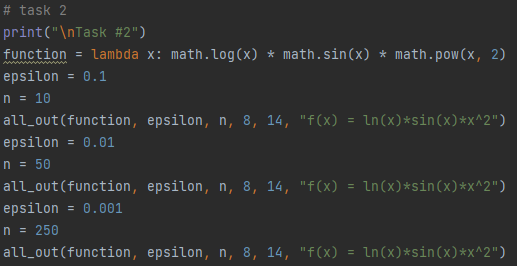 # task 2
print("\nTask #2")
function = lambda x: math.log(x) * math.sin(x) * math.pow(x, 2)
epsilon = 0.1
n = 10
all_out(function, epsilon, n, 8, 14, "f(x) = ln(x)*sin(x)*x^2")
epsilon = 0.01
n = 50
all_out(function, epsilon, n, 8, 14, "f(x) = ln(x)*sin(x)*x^2")
epsilon = 0.001
n = 250
all_out(function, epsilon, n, 8, 14, "f(x) = ln(x)*sin(x)*x^2")